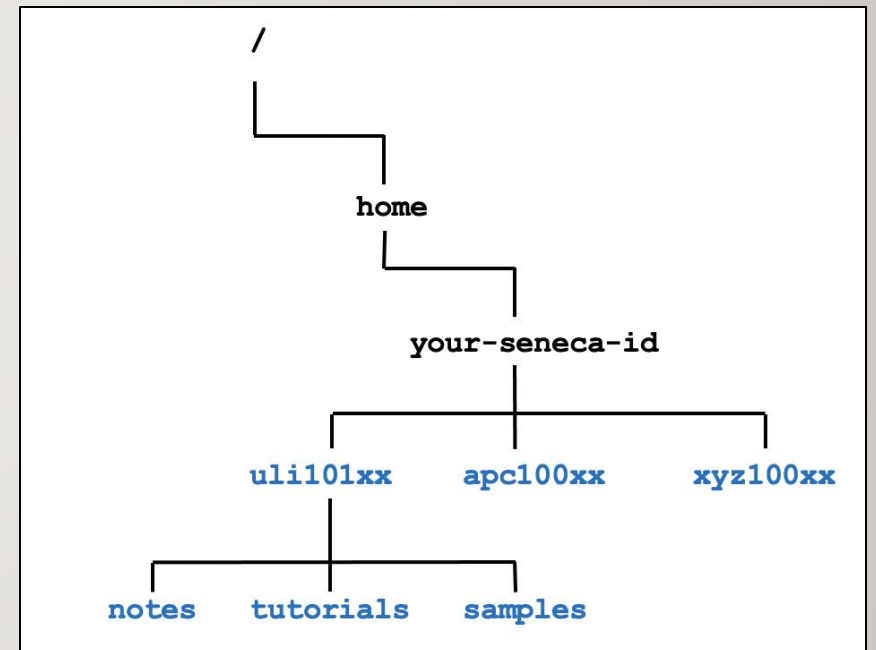 /
home
your-seneca-id
uli101xx apc100xx xyz100xx
notes tutorials samples